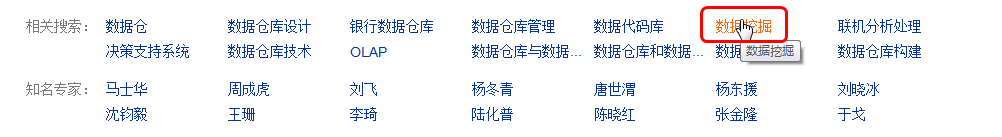 相关搜索： 数据仓 数据仓库设计 银行数据仓库 数据仓库管理 数据代码库 数据挖掘 联机分析处理
决策支持系统 数据仓库技术 OLAP 数据仓库与数据... 数据仓库和数据... 数据 数据挖掘 数据仓库构建
知名专家： 马士华 周成虎 刘飞 杨冬青 唐世渭 杨东援 刘晓冰
沈钧毅 王珊 李琦 陆化普 陈晓红 张金隆 于戈